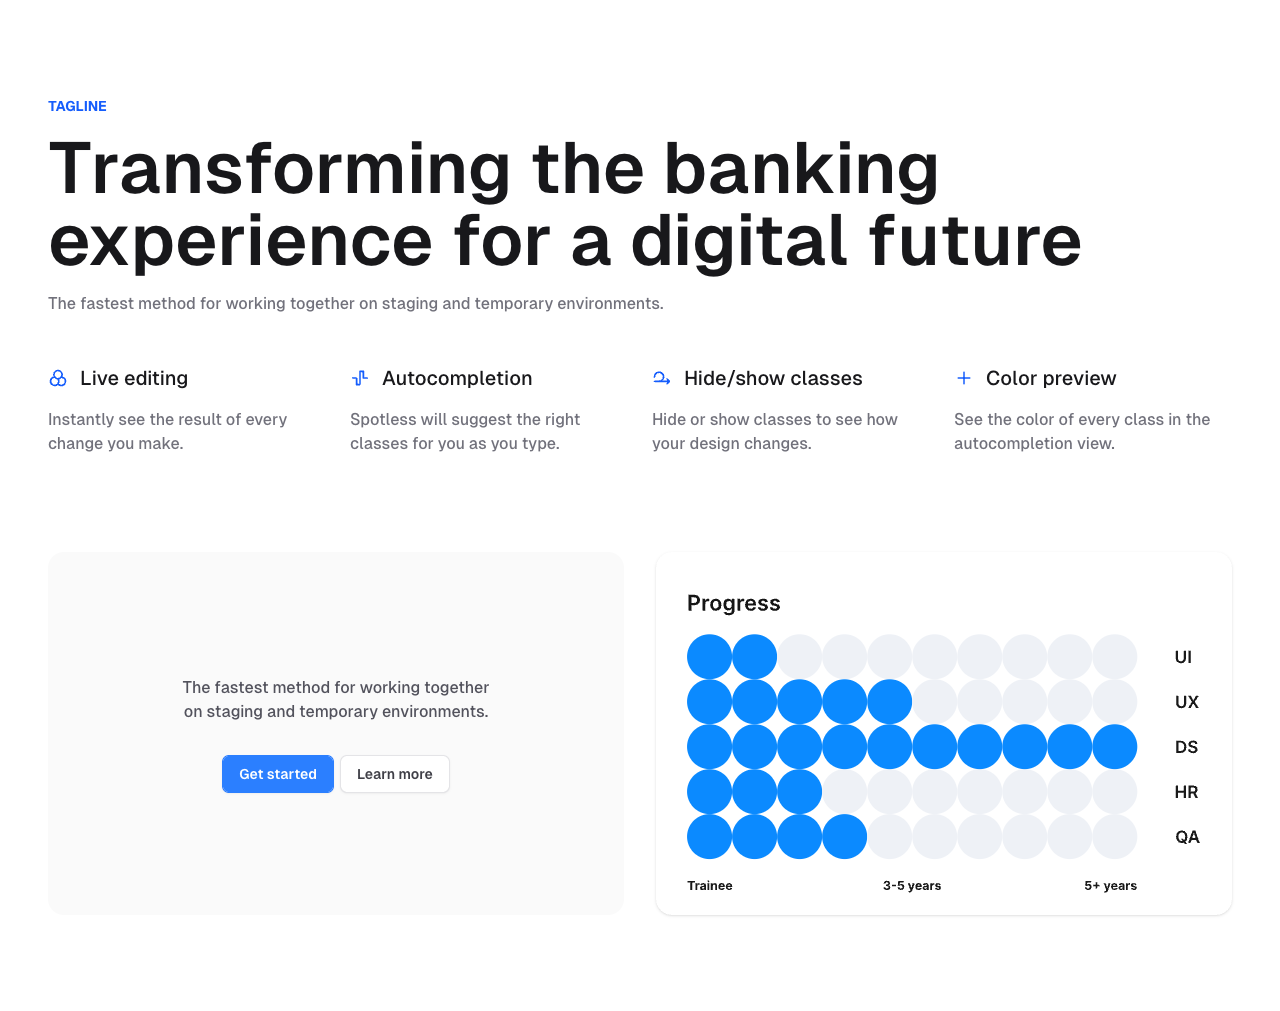 TAGLINE
Transforming the banking
experience for a digital future
The fastest method for working together on staging and temporary environments.
Live editing
Instantly see the result of every
change you make.
Autocompletion
Spotless will suggest the right
classes for you as you type.
Hide/show classes
Hide or show classes to see how
your design changes.
Color preview
See the color of every class in the
autocompletion view.
The fastest method for working together
on staging and temporary environments.
Get started
Learn more
Progress
UI
UX
DS
HR
QA
Trainee
3-5 years
5+ years